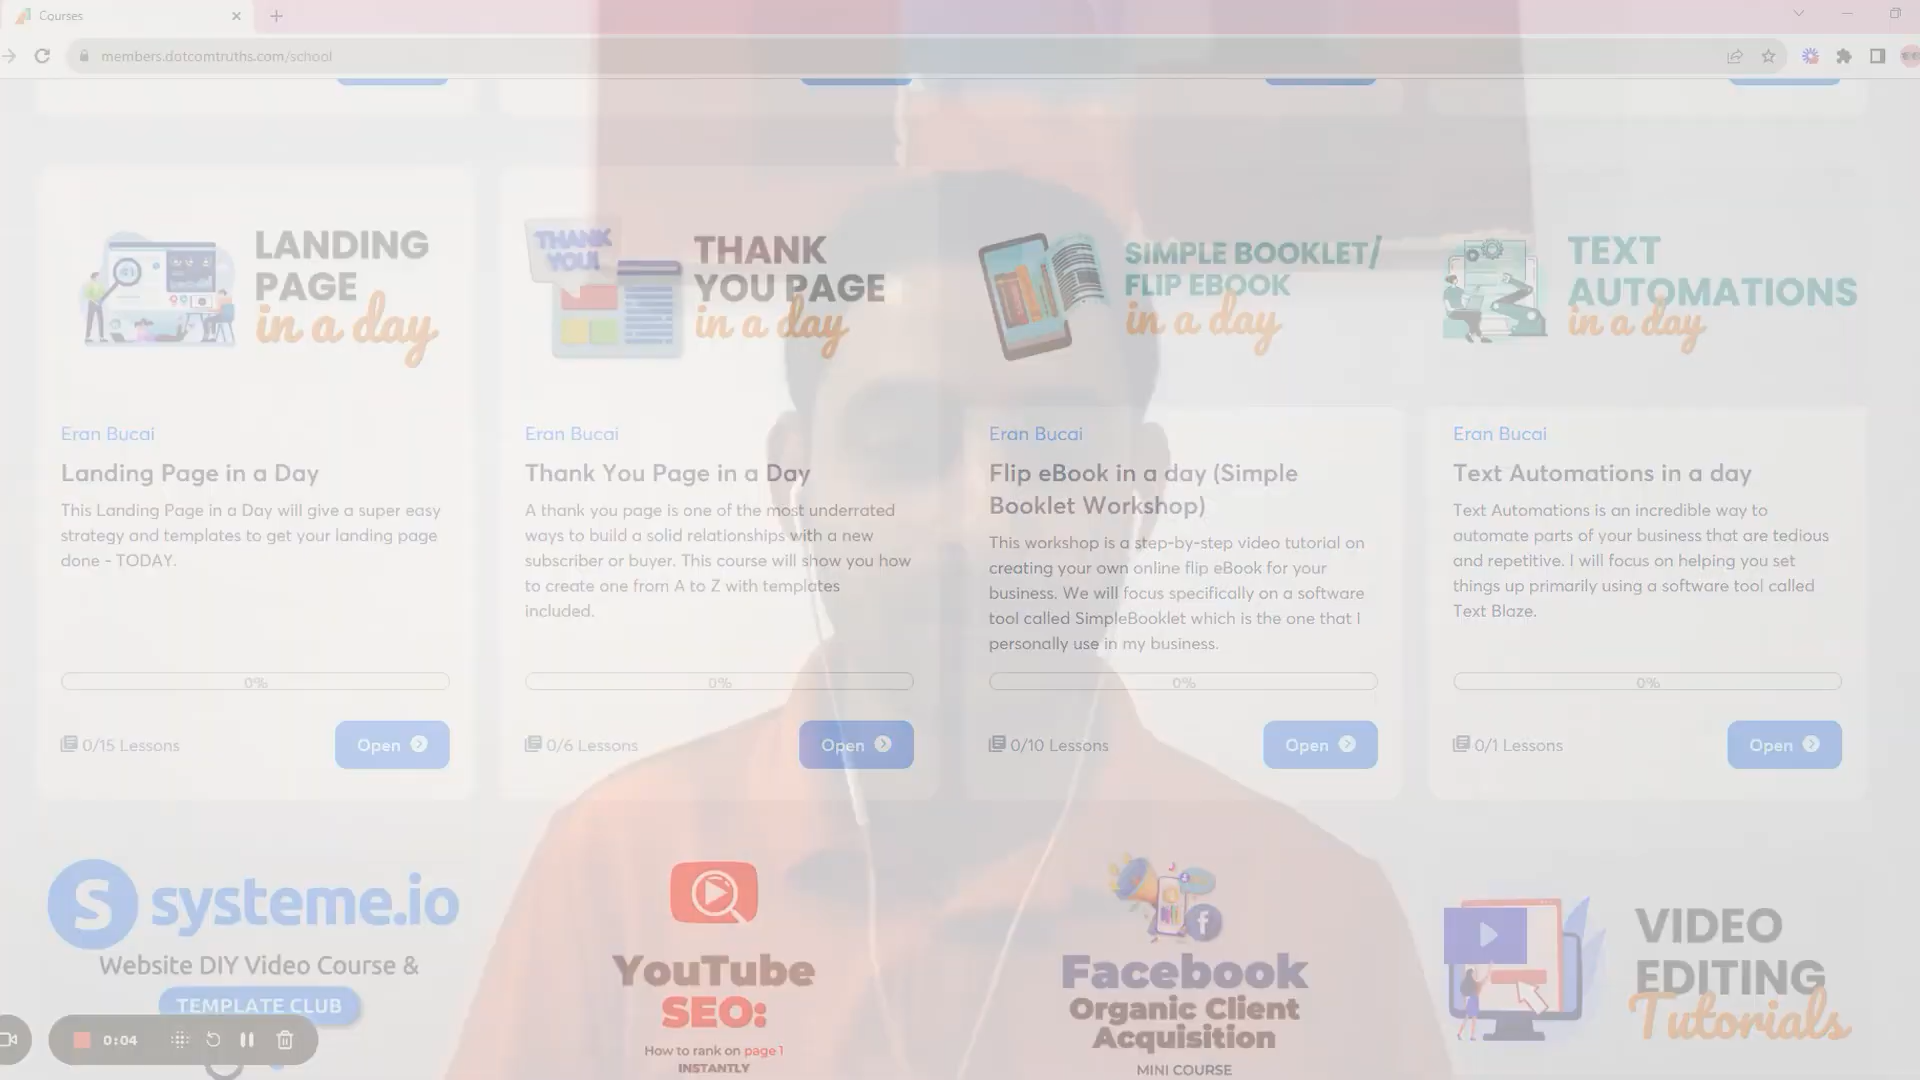 Courses
members.datcomtruths.com/school
LANDING
PAGE
in a day
THANK
YOU!
THANK
YOU PAGE
in a day
SIMPLE BOOKLET/
FLIP EBOOK
in a day
TEXT
AUTOMATIONS
in a day
Eran Bucai
Landing Page in a Day
This Landing Page in a Day will give a super easy
strategy and templates to get your landing page
done - TODAY.
0%
0/15 Lessons
Open
Eran Bucai
Thank You Page in a Day
A thank you page is one of the most underrated
ways to build a solid relationships with a new
subscriber or buyer. This course will show you how
to create one from A to Z with templates
included.
0%
0/6 Lessons
Open
Eran Bucai
Flip eBook in a day (Simple
Booklet Workshop)
This workshop is a step-by-step video tutorial on
creating your own online flip eBook for your
business. We will focus specifically on a software
tool called SimpleBooklet which is the one that I
personally use in my business.
0%
0/10 Lessons
Open
Eran Bucai
Text Automations in a day
Text Automations is an incredible way to
automate parts of your business that are tedious
and repetitive. I will focus on helping you set
things up primarily using a software tool called
Text Blaze.
0%
0/1 Lessons
Open
S systeme.io
Website DIY Video Course &
TEMPLATE CLUB
YouTube
SEO:
How to rank on page 1
INSTANTLY
Facebook
Organic Client
Acquisition
MINI COURSE
VIDEO
EDITING
Tutorials
0:04